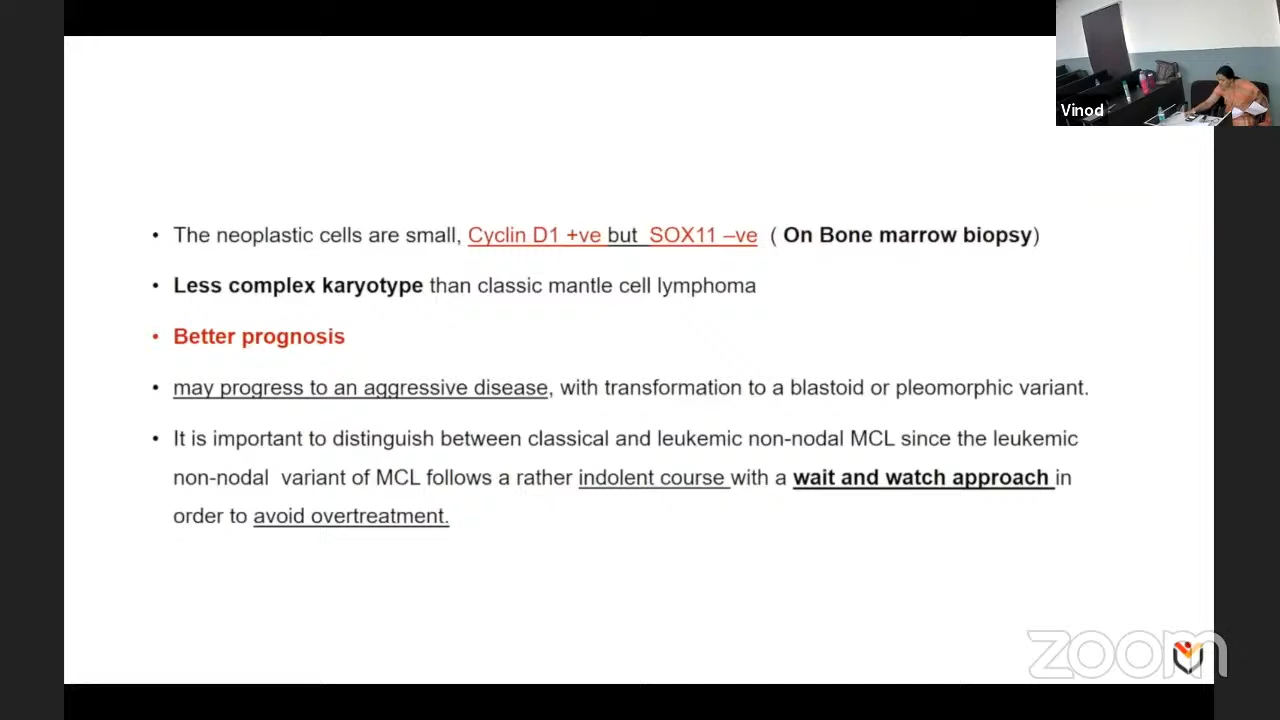 Vinod
• The neoplastic cells are small, Cyclin D1 +ve but SOX11 –ve ( On Bone marrow biopsy)
• Less complex karyotype than classic mantle cell lymphoma
• Better prognosis
• may progress to an aggressive disease, with transformation to a blastoid or pleomorphic variant.
• It is important to distinguish between classical and leukemic non-nodal MCL since the leukemic
non-nodal variant of MCL follows a rather indolent course with a wait and watch approach in
order to avoid overtreatment.
zoom